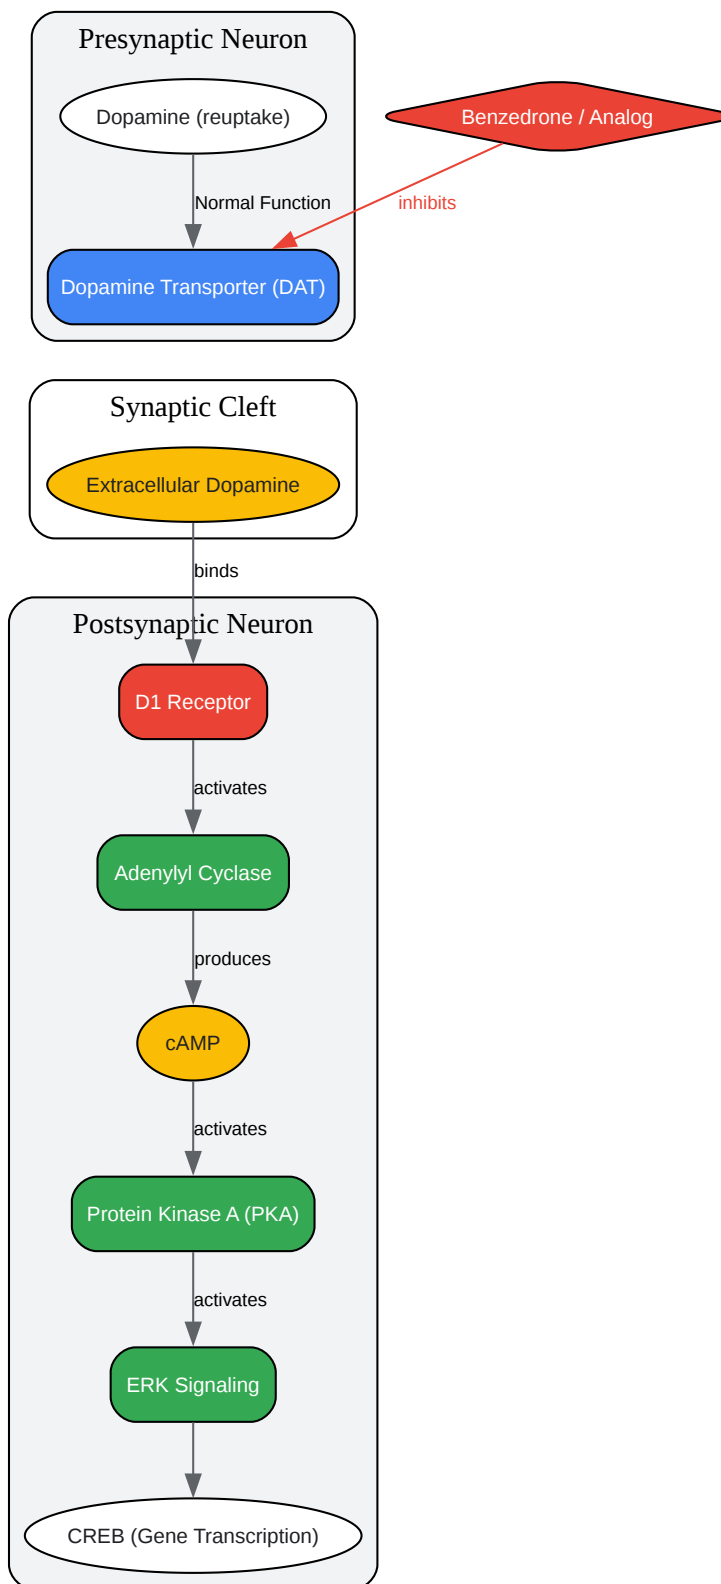 Presynaptic Neuron
Dopamine (reuptake)
Benzedrone / Analog
Normal Function
inhibits
Dopamine Transporter (DAT)
Synaptic Cleft
Extracellular Dopamine
binds
Postsynaptic Neuron
D1 Receptor
activates
Adenylyl Cyclase
produces
cAMP
activates
Protein Kinase A (PKA)
activates
ERK Signaling
CREB (Gene Transcription)